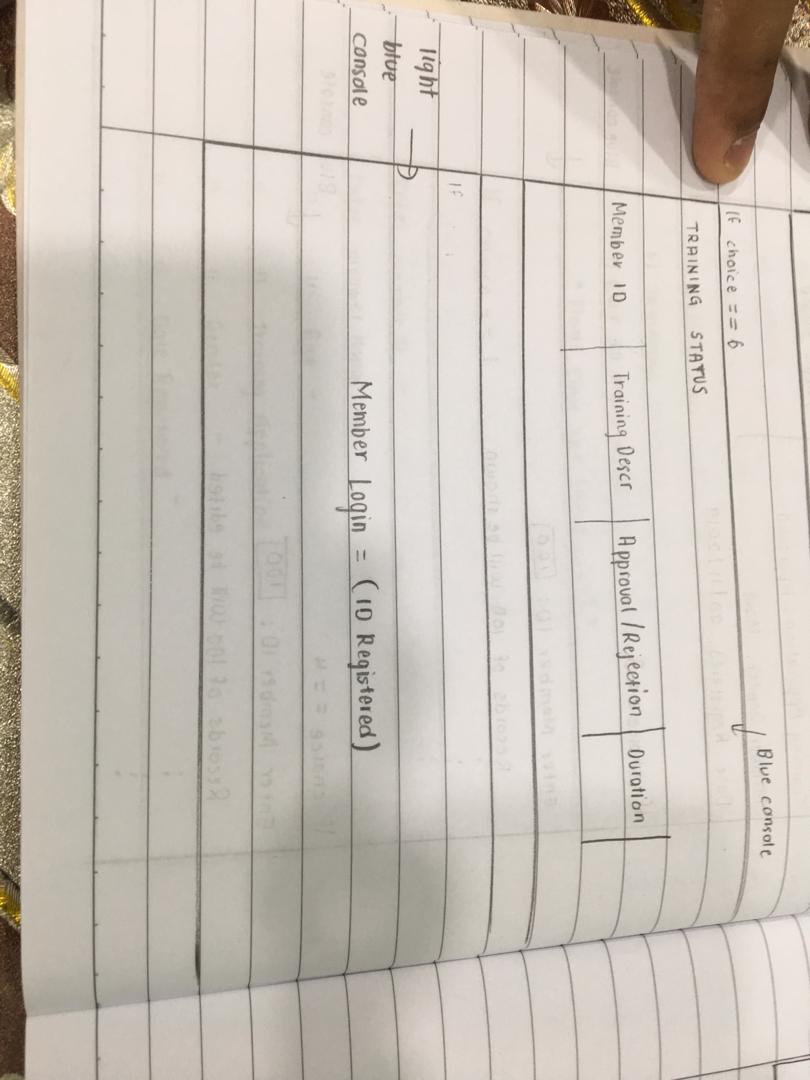 Blue console
IF choice == 6
TRAINING STATUS
Member ID | Training Descr | Approval/Rejection | Duration
IF
light
blue
console
Member Login = (ID Registered)